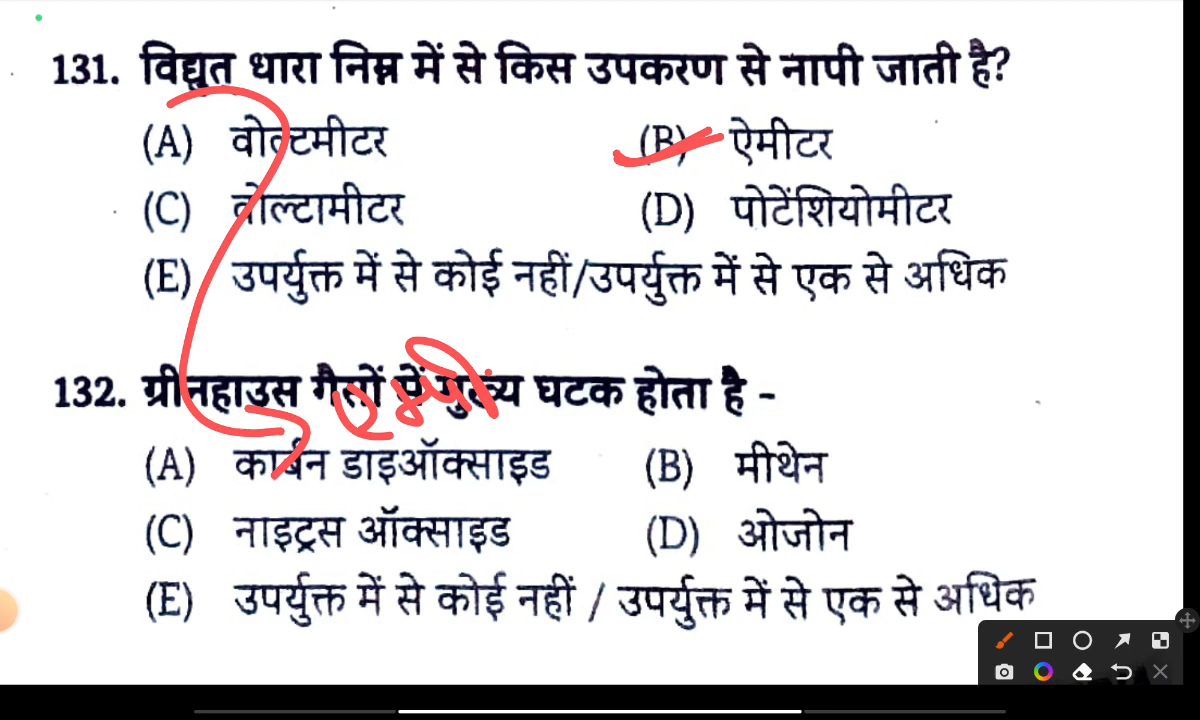 131. विद्युत धारा निम्न में से किस उपकरण से नापी जाती है?
(A) वोल्टमीटर (B) ऐमीटर
(C) वोल्टामीटर (D) पोटेंशियोमीटर
(E) उपर्युक्त में से कोई नहीं/उपर्युक्त में से एक से अधिक
132. ग्रीनहाउस गैसों में मुख्य घटक होता है -
(A) कार्बन डाइऑक्साइड (B) मीथेन
(C) नाइट्रस ऑक्साइड (D) ओजोन
(E) उपर्युक्त में से कोई नहीं / उपर्युक्त में से एक से अधिक